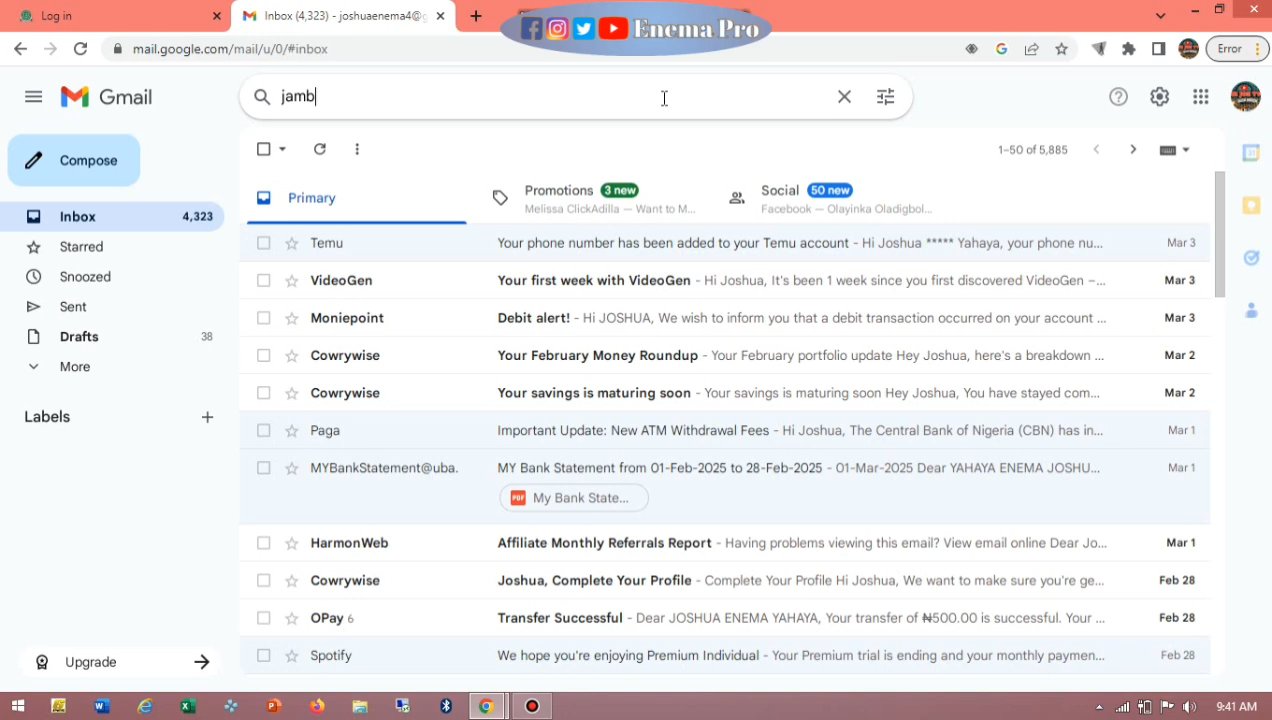 Log in
Inbox (4,323) - joshuaenema4@g
Enema Pro
mail.google.com/mail/u/0/#inbox
Error
Gmail
jamb
Compose
1–50 of 5,885
Primary
Promotions 3 new
Melissa ClickAdilla — Want to M...
Social 50 new
Facebook — Olayinka Oladigbol...
Inbox 4,323
Starred
Snoozed
Sent
Drafts 38
More
Labels
Upgrade
Temu Your phone number has been added to your Temu account - Hi Joshua ***** Yahaya, your phone nu... Mar 3
VideoGen Your first week with VideoGen - Hi Joshua, It's been 1 week since you first discovered VideoGen –... Mar 3
Moniepoint Debit alert! - Hi JOSHUA, We wish to inform you that a debit transaction occurred on your account ... Mar 3
Cowrywise Your February Money Roundup - Your February portfolio update Hey Joshua, here's a breakdown ... Mar 2
Cowrywise Your savings is maturing soon - Your savings is maturing soon Hey Joshua, You have stayed com... Mar 2
Paga Important Update: New ATM Withdrawal Fees - Hi Joshua, The Central Bank of Nigeria (CBN) has in... Mar 1
MYBankStatement@uba. MY Bank Statement from 01-Feb-2025 to 28-Feb-2025 - 01-Mar-2025 Dear YAHAYA ENEMA JOSHU... Mar 1
PDF My Bank State...
HarmonWeb Affiliate Monthly Referrals Report - Having problems viewing this email? View email online Dear Jo... Mar 1
Cowrywise Joshua, Complete Your Profile - Complete Your Profile Hi Joshua, We want to make sure you're ge... Feb 28
OPay 6 Transfer Successful - Dear JOSHUA ENEMA YAHAYA, Your transfer of ₦500.00 is successful. Your ... Feb 28
Spotify We hope you're enjoying Premium Individual - Your Premium trial is ending and your monthly paymen... Feb 28
9:41 AM